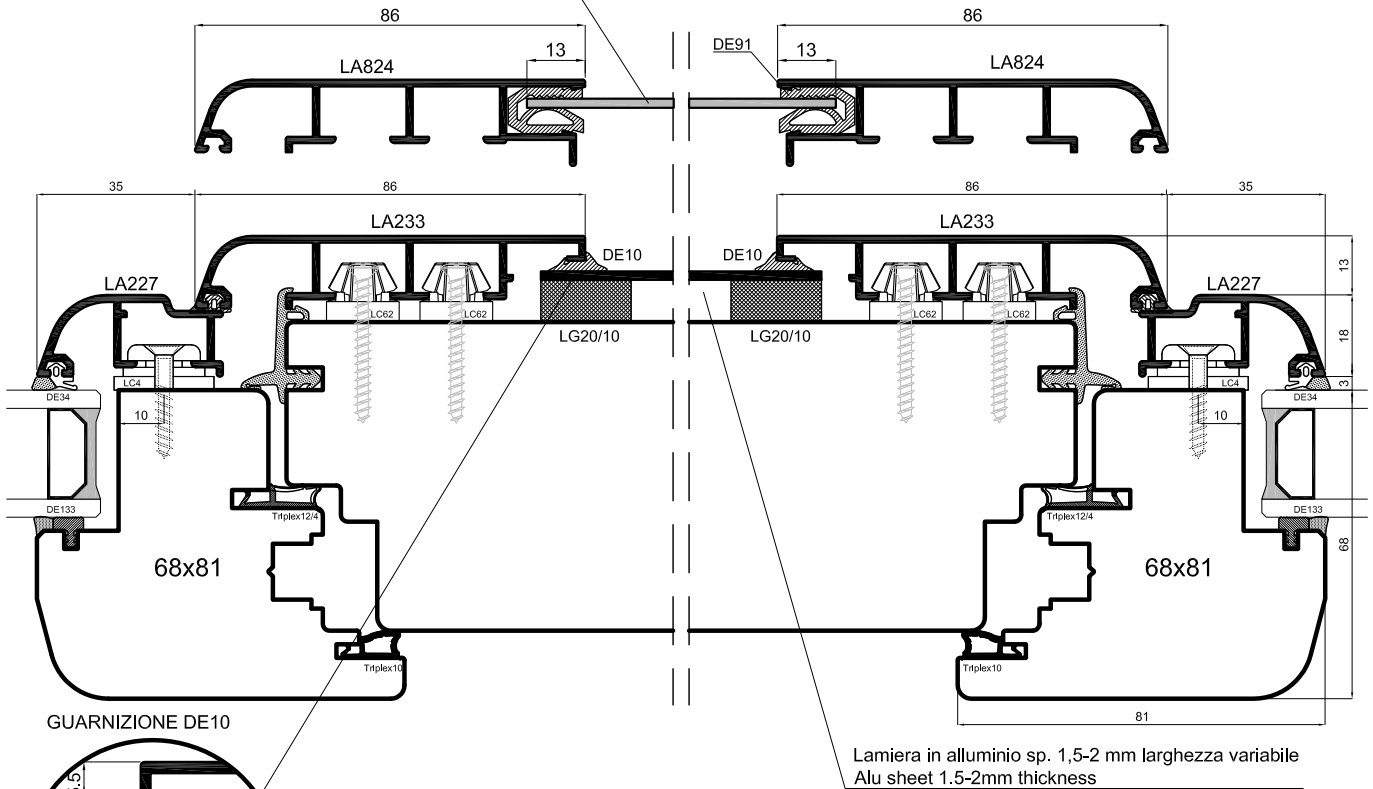 86
86
13
DE91
13
LA824
LA824
35
86
86
35
LA233
LA233
DE10
DE10
13
LA227
LA227
LC62
LC62
LC62
LC62
LG20/10
LG20/10
18
LC4
LC4
3
DE34
DE34
10
10
DE133
DE133
Triplex12/4
Triplex12/4
68
68x81
68x81
Triplex10
Triplex10
81
GUARNIZIONE DE10
Lamiera in alluminio sp. 1,5-2 mm larghezza variabile
Alu sheet 1.5-2mm thickness